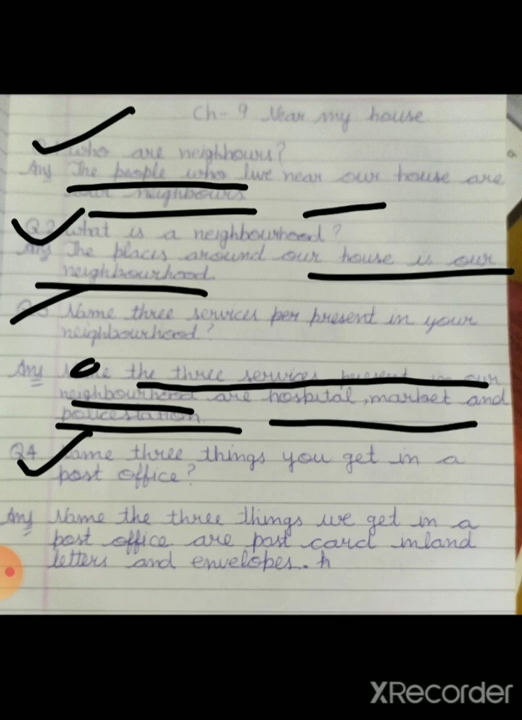 Ch- 9 Near my house
who are neighbours?
Ans The people who live near our house are
our neighbours
Q2 What is a neighbourhood?
Ans The places around our house is our
neighbourhood.
Q3 Name three services per present in your
neighbourhood?
Ans the three services present in our
neighbourhood are hospital, market and
police station
Q4 Name three things you get in a
post office?
Ans Name the three things we get in a
post office are post card inland
letters and envelopes.
XRecorder